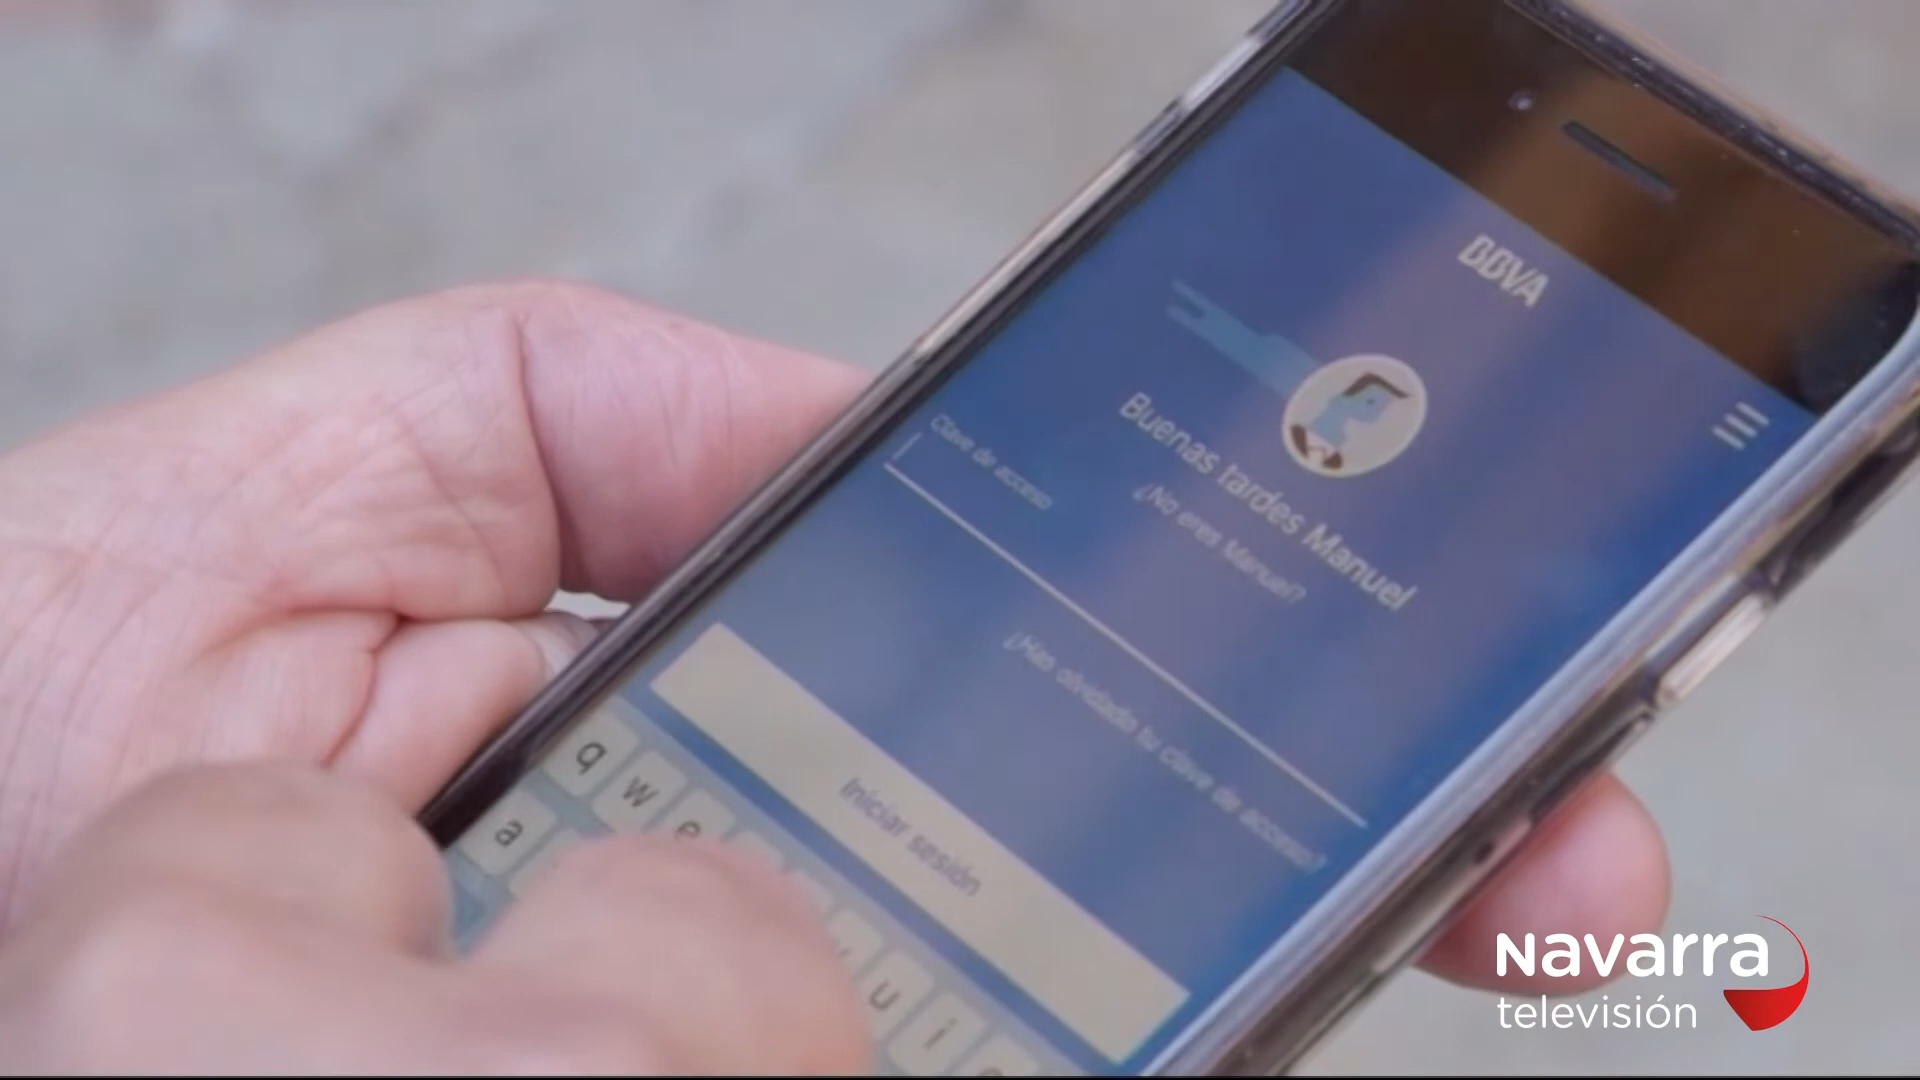 BBVA
Buenas tardes Manuel
¿No eres Manuel?
Clave de acceso
¿Has olvidado tu clave de acceso?
Iniciar sesión
q w e
a
u i
Navarra
televisión